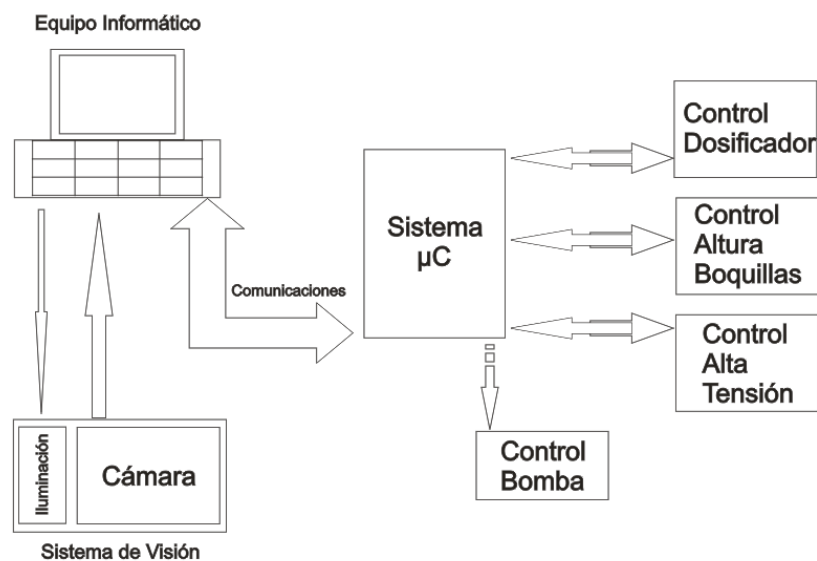 Equipo Informático
Comunicaciones
Iluminación
Cámara
Sistema de Visión
Sistema
µC
Control
Dosificador
Control
Altura
Boquillas
Control
Alta
Tensión
Control
Bomba